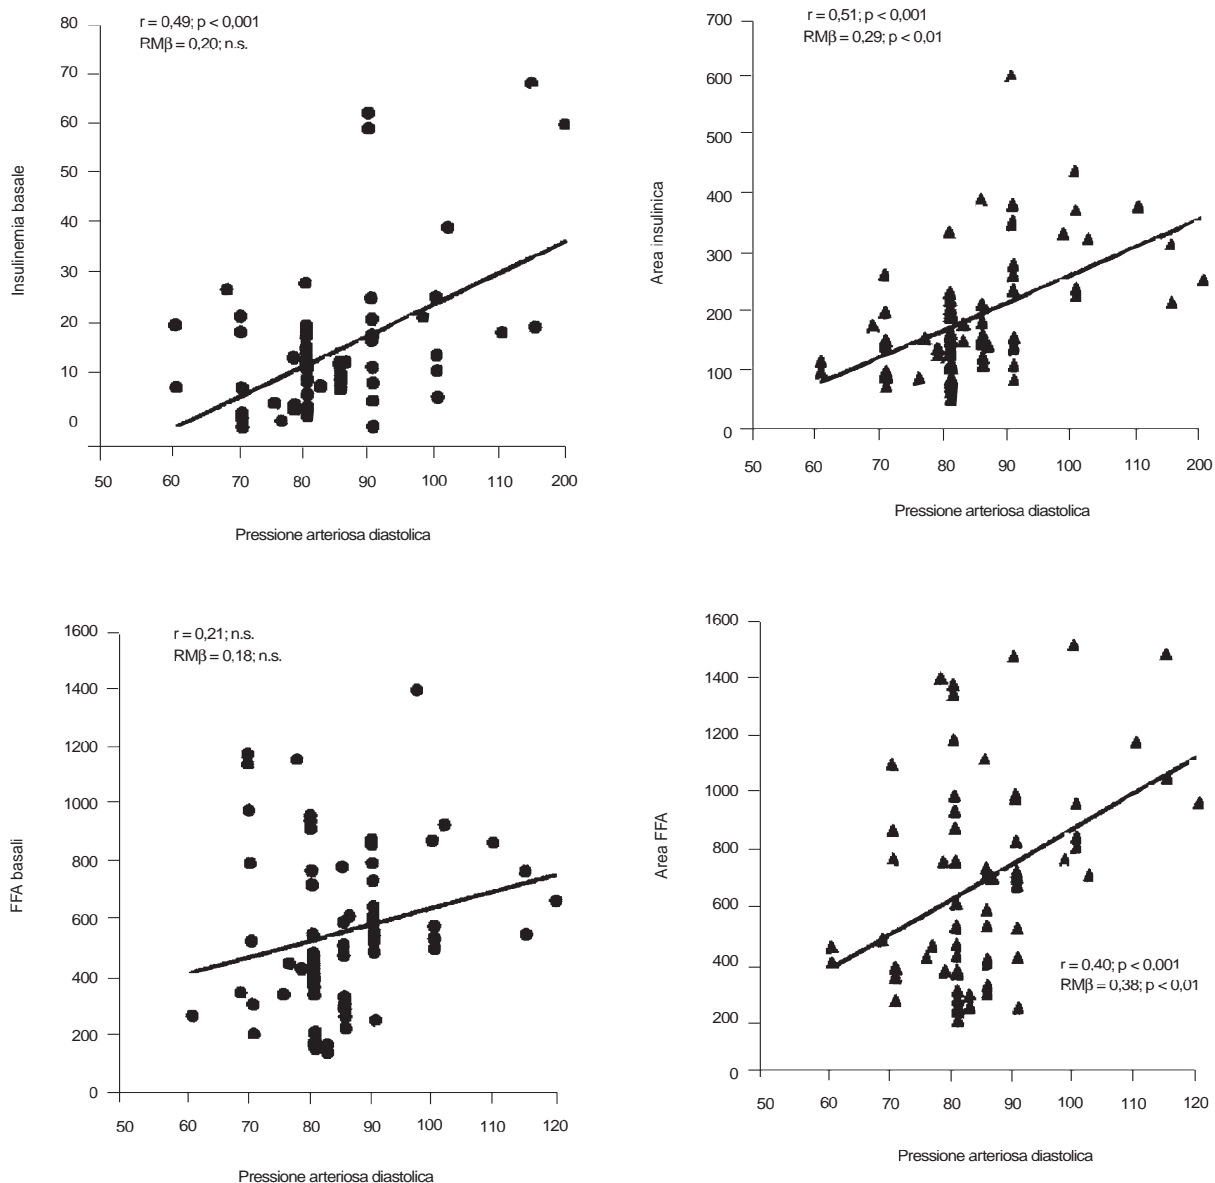 r = 0,49; p < 0,001
RMβ = 0,20; n.s.
80
70
60
50
40
30
20
10
0
Insulinemia basale
50 60 70 80 90 100 110 200
Pressione arteriosa diastolica
r = 0,51; p < 0,001
RMβ = 0,29; p < 0,01
700
600
500
400
300
200
100
0
Area insulinica
50 60 70 80 90 100 110 200
Pressione arteriosa diastolica
r = 0,21; n.s.
RMβ = 0,18; n.s.
1600
1400
1200
1000
800
600
400
200
0
FFA basali
50 60 70 80 90 100 110 120
Pressione arteriosa diastolica
1600
1400
1200
1000
800
600
400
200
0
Area FFA
r = 0,40; p < 0.001
RMβ = 0,38; p < 0,01
50 60 70 80 90 100 110 120
Pressione arteriosa diastolica